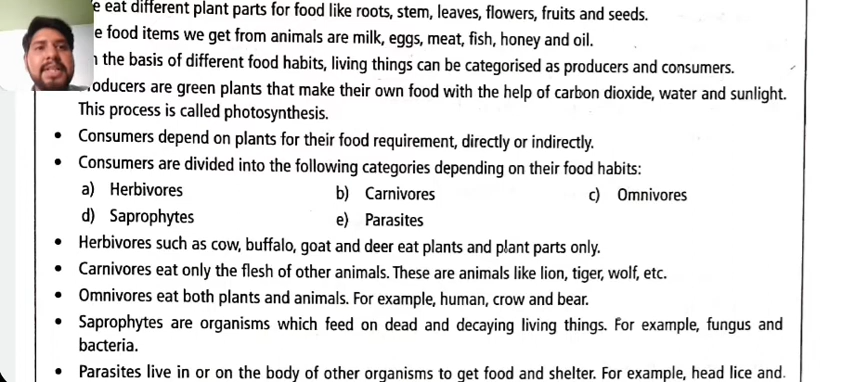 e eat different plant parts for food like roots, stem, leaves, flowers, fruits and seeds.
e food items we get from animals are milk, eggs, meat, fish, honey and oil.
the basis of different food habits, living things can be categorised as producers and consumers.
oducers are green plants that make their own food with the help of carbon dioxide, water and sunlight.
This process is called photosynthesis.
• Consumers depend on plants for their food requirement, directly or indirectly.
• Consumers are divided into the following categories depending on their food habits:
a) Herbivores b) Carnivores c) Omnivores
d) Saprophytes e) Parasites
• Herbivores such as cow, buffalo, goat and deer eat plants and plant parts only.
• Carnivores eat only the flesh of other animals. These are animals like lion, tiger, wolf, etc.
• Omnivores eat both plants and animals. For example, human, crow and bear.
• Saprophytes are organisms which feed on dead and decaying living things. For example, fungus and
bacteria.
• Parasites live in or on the body of other organisms to get food and shelter. For example, head lice and.